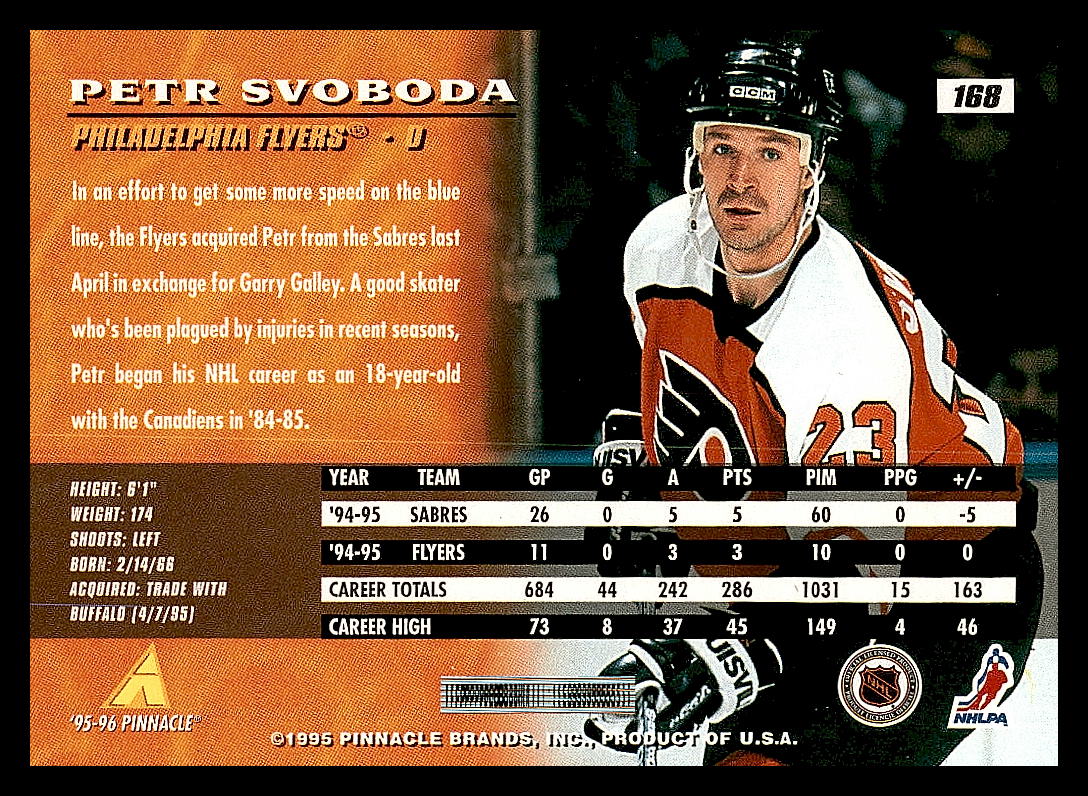 PETR SVOBODA
168
PHILADELPHIA FLYERS - D
In an effort to get some more speed on the blue
line, the Flyers acquired Petr from the Sabres last
April in exchange for Garry Galley. A good skater
who's been plagued by injuries in recent seasons,
Petr began his NHL career as an 18-year-old
with the Canadiens in '84-85.
CCM
23
HEIGHT: 6'1"
WEIGHT: 174
SHOOTS: LEFT
BORN: 2/14/66
ACQUIRED: TRADE WITH
BUFFALO (4/7/95)
YEAR TEAM GP G A PTS PIM PPG +/-
'94-95 SABRES 26 0 5 5 60 0 -5
'94-95 FLYERS 11 0 3 3 10 0 0
CAREER TOTALS 684 44 242 286 1031 15 163
CAREER HIGH 73 8 37 45 149 4 46
'95-96 PINNACLE
NHL
NHLPA
©1995 PINNACLE BRANDS, INC., PRODUCT OF U.S.A.